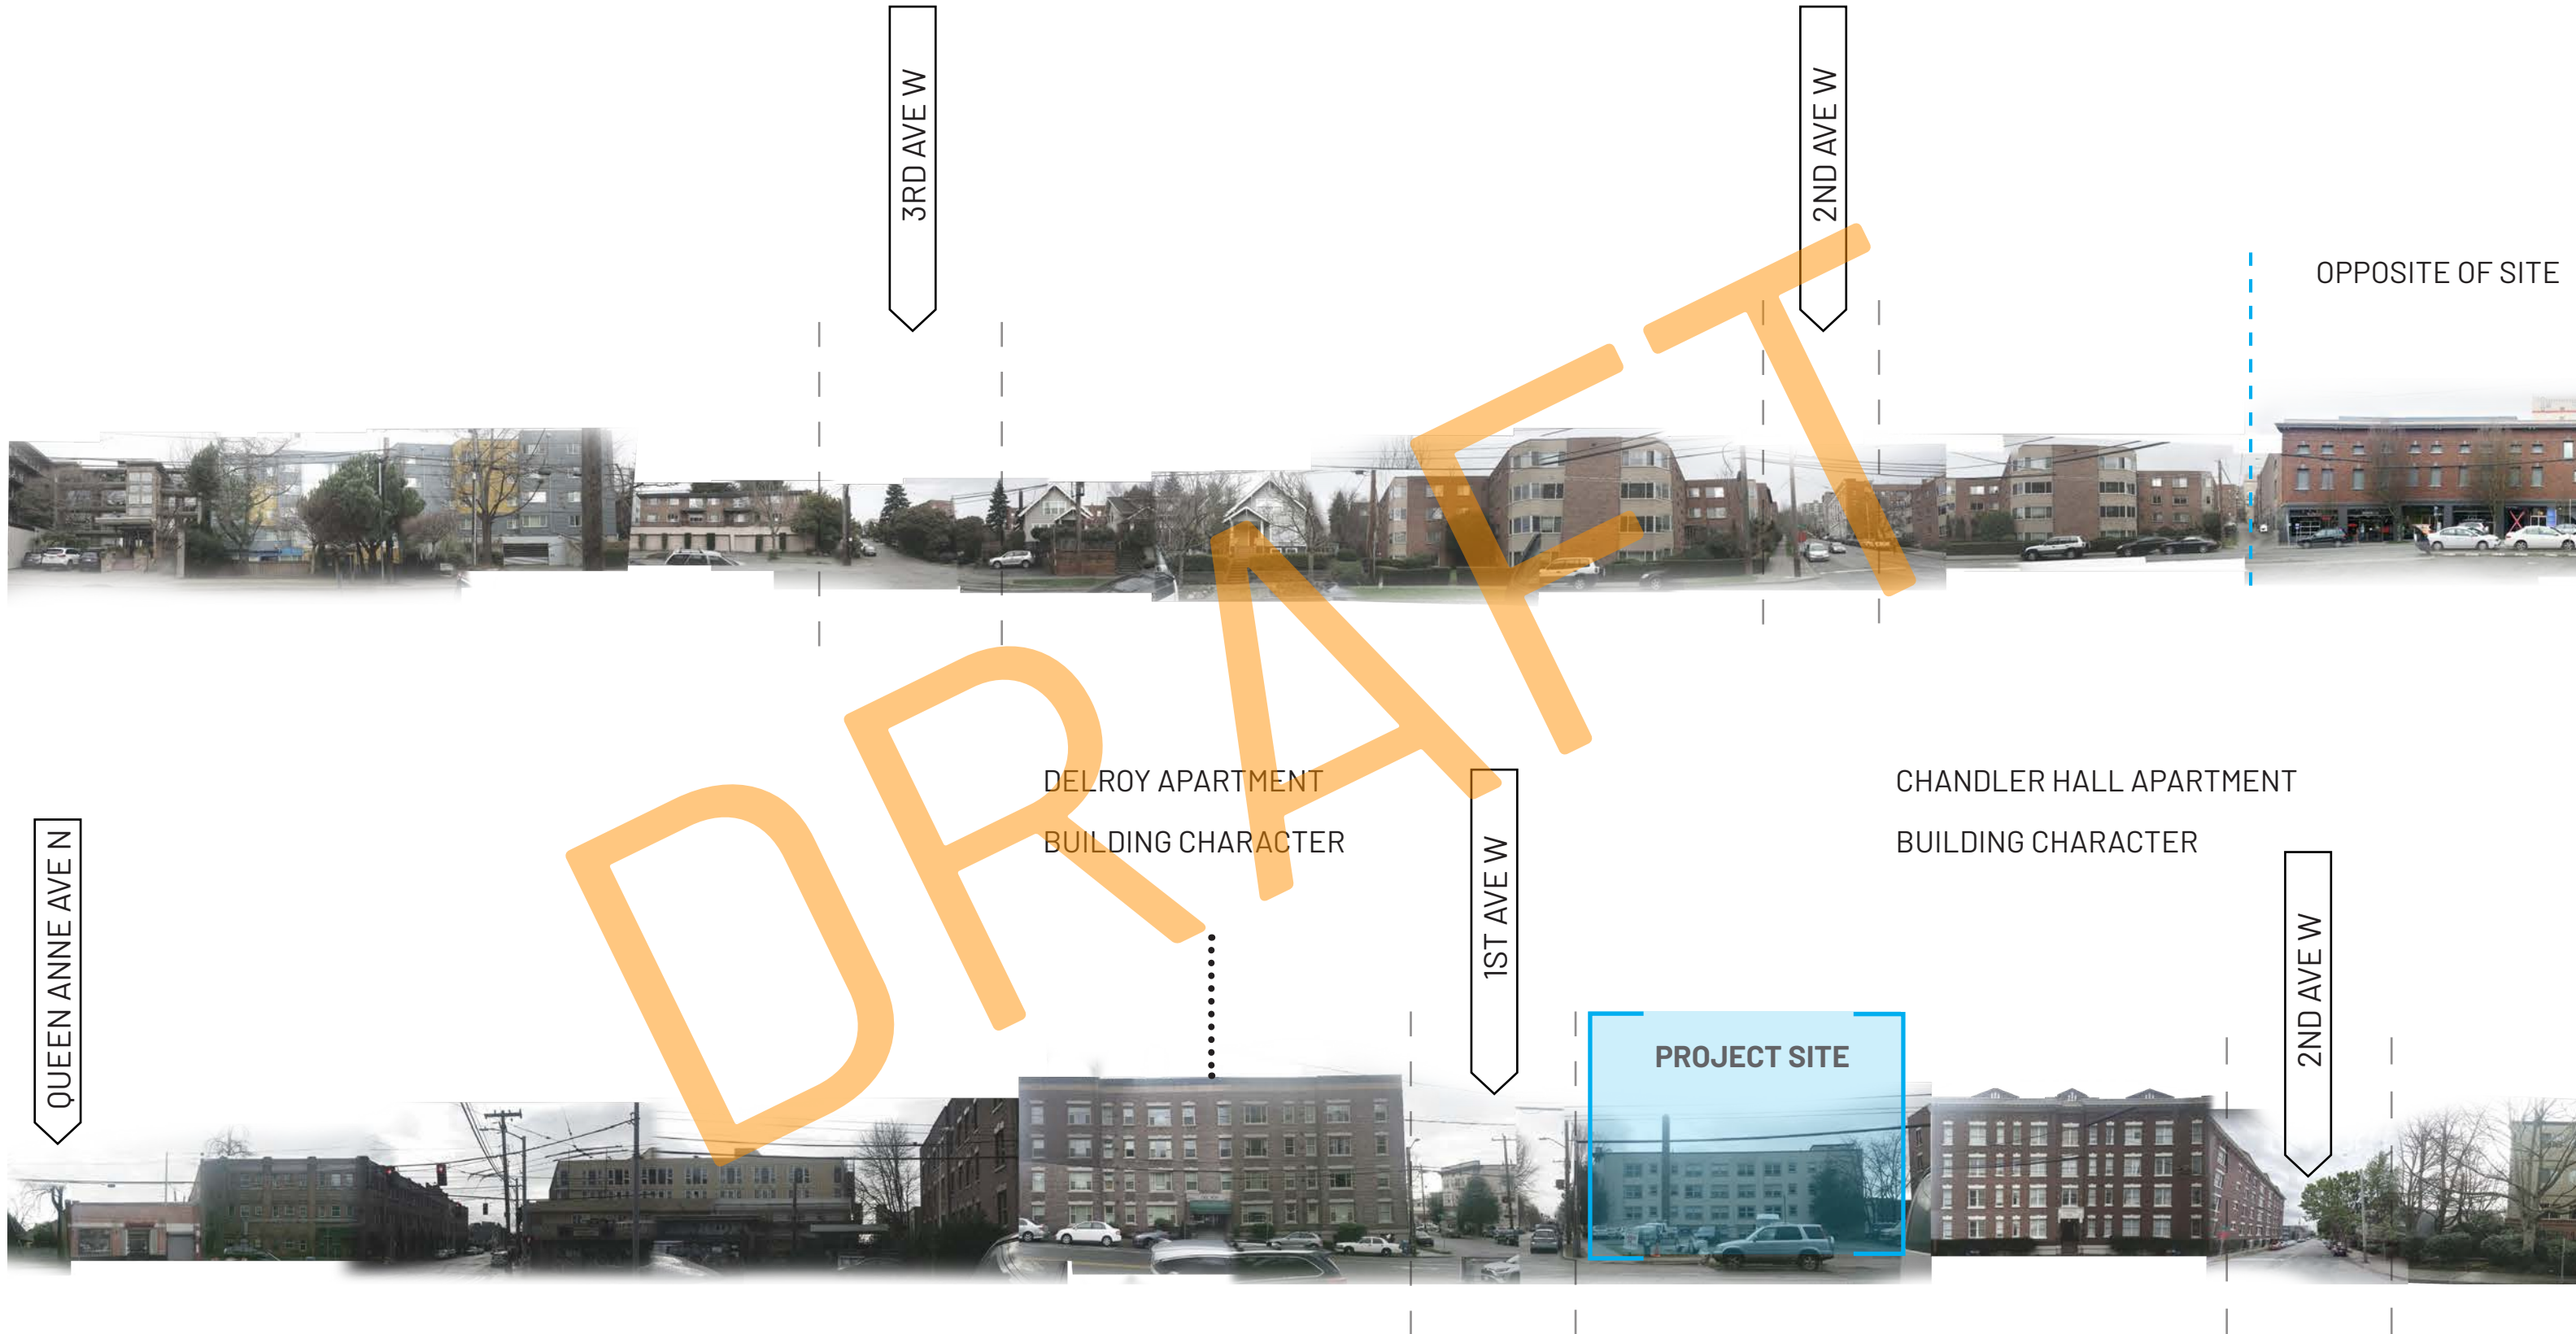 3RD AVE W
2ND AVE W
OPPOSITE OF SITE
DRAFT
DELROY APARTMENT
BUILDING CHARACTER
CHANDLER HALL APARTMENT
BUILDING CHARACTER
QUEEN ANNE AVE N
1ST AVE W
2ND AVE W
PROJECT SITE